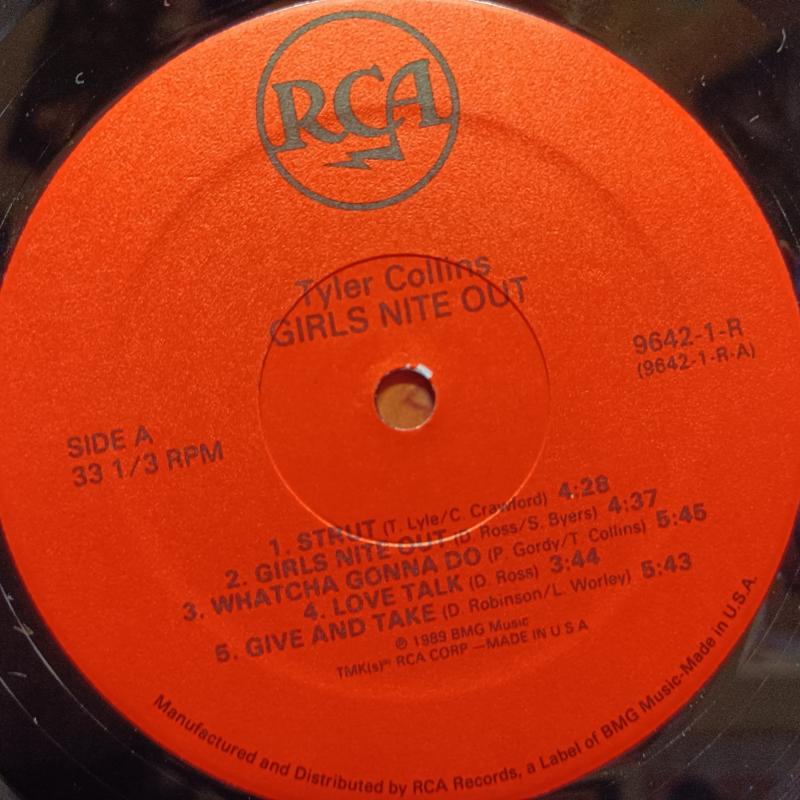 RCA
Tyler Collins
GIRLS NITE OUT
9642-1-R
(9642-1-R-A)
SIDE A
33 1/3 RPM
1. STRUT (T. Lyle/C. Crawford) 4:28
2. GIRLS NITE OUT (D. Ross/S. Byers) 4:37
3. WHATCHA GONNA DO (P. Gordy/T. Collins) 5:45
4. LOVE TALK (D. Ross) 3:44
5. GIVE AND TAKE (D. Robinson/L. Worley) 5:43
℗ 1989 BMG Music
TMK(s)® RCA CORP —MADE IN U S A
Manufactured and Distributed by RCA Records, a Label of BMG Music-Made in U.S.A.